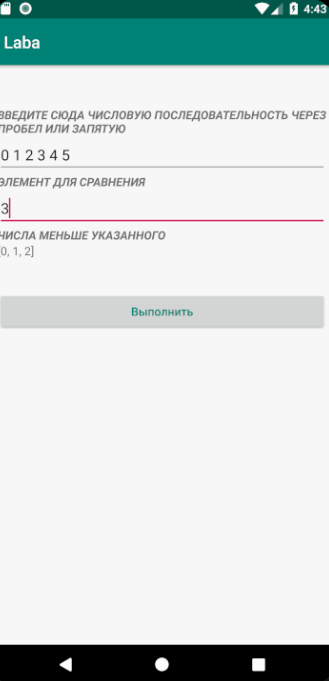 4:43
Laba
ВВЕДИТЕ СЮДА ЧИСЛОВУЮ ПОСЛЕДОВАТЕЛЬНОСТЬ ЧЕРЕЗ
ПРОБЕЛ ИЛИ ЗАПЯТУЮ
0 1 2 3 4 5
ЭЛЕМЕНТ ДЛЯ СРАВНЕНИЯ
3
ЧИСЛА МЕНЬШЕ УКАЗАННОГО
[0, 1, 2]
Выполнить